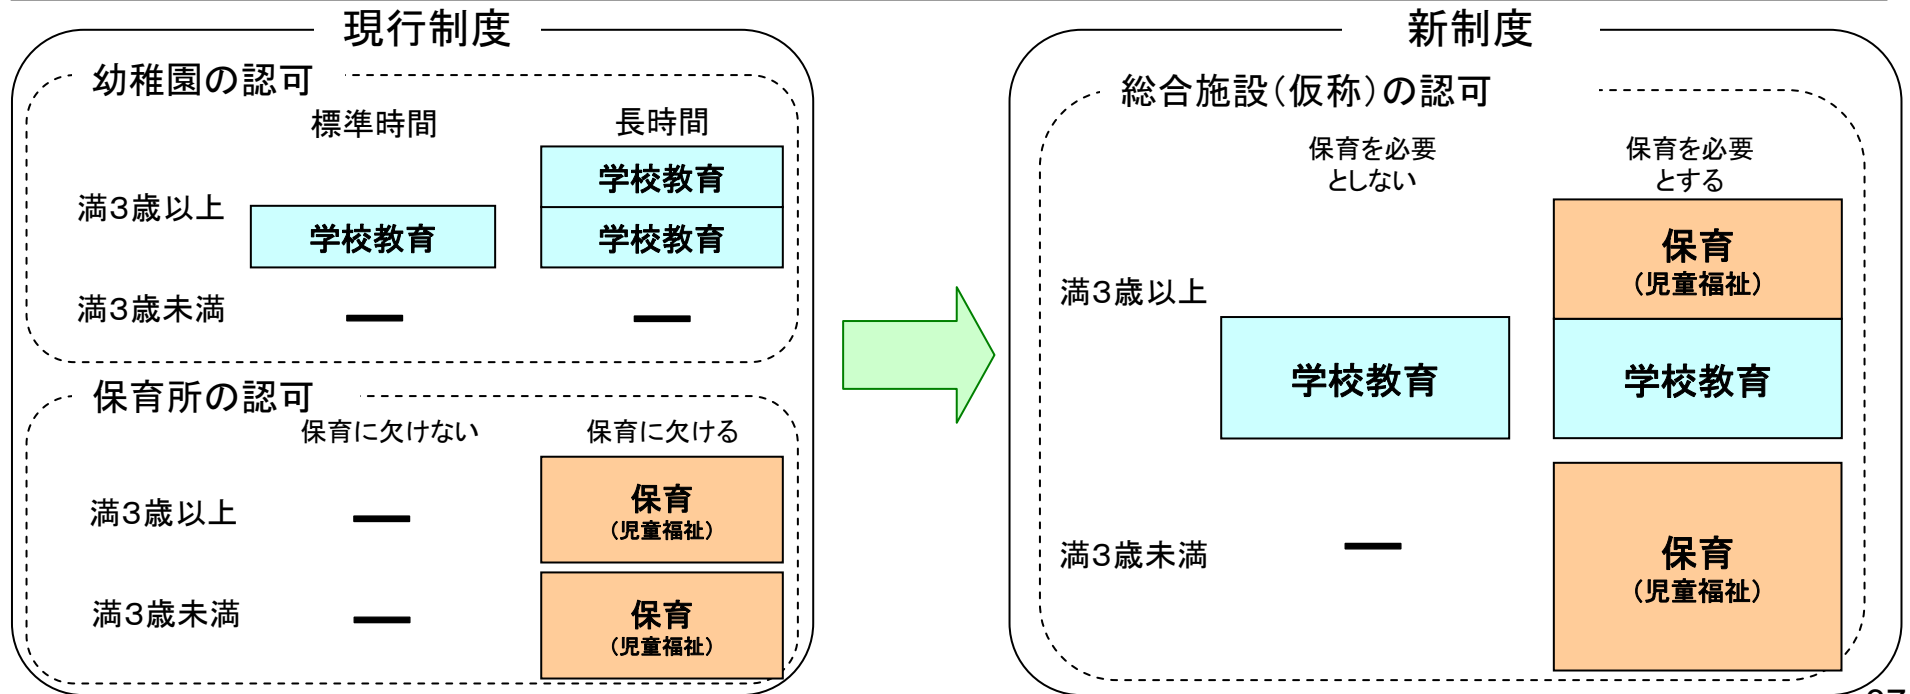 現行制度
幼稚園の認可
標準時間 長時間
学校教育
満3歳以上
学校教育 学校教育
満3歳未満 ― ―
保育所の認可
保育に欠けない 保育に欠ける
満3歳以上 ― 保育
(児童福祉)
満3歳未満 ― 保育
(児童福祉)
新制度
総合施設(仮称)の認可
保育を必要
としない
保育を必要
とする
保育
(児童福祉)
満3歳以上
学校教育 学校教育
満3歳未満 ― 保育
(児童福祉)